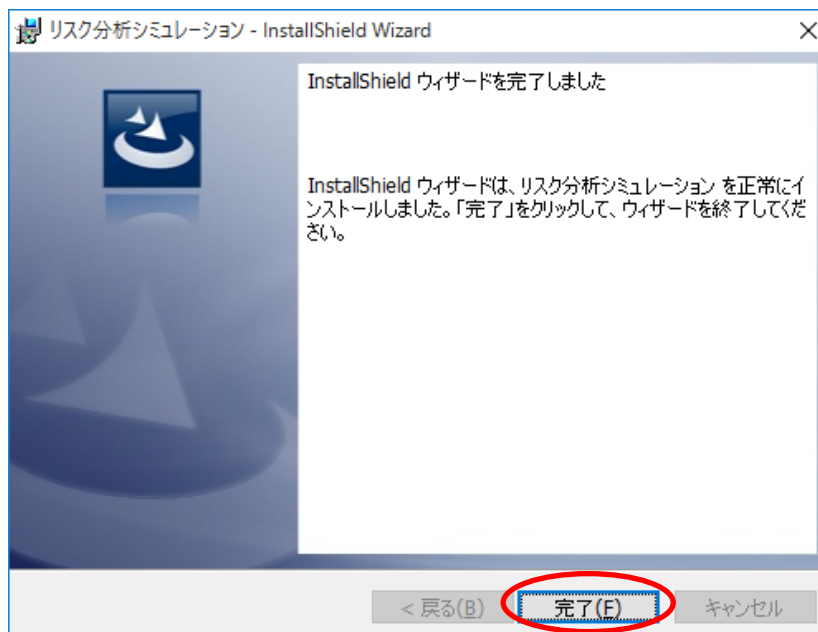 リスク分析シミュレーション - InstallShield Wizard
InstallShield ウィザードを完了しました
InstallShield ウィザードは、リスク分析シミュレーション を正常にイ
ンストールしました。「完了」をクリックして、ウィザードを終了してくだ
さい。
< 戻る(B) 完了(F) キャンセル